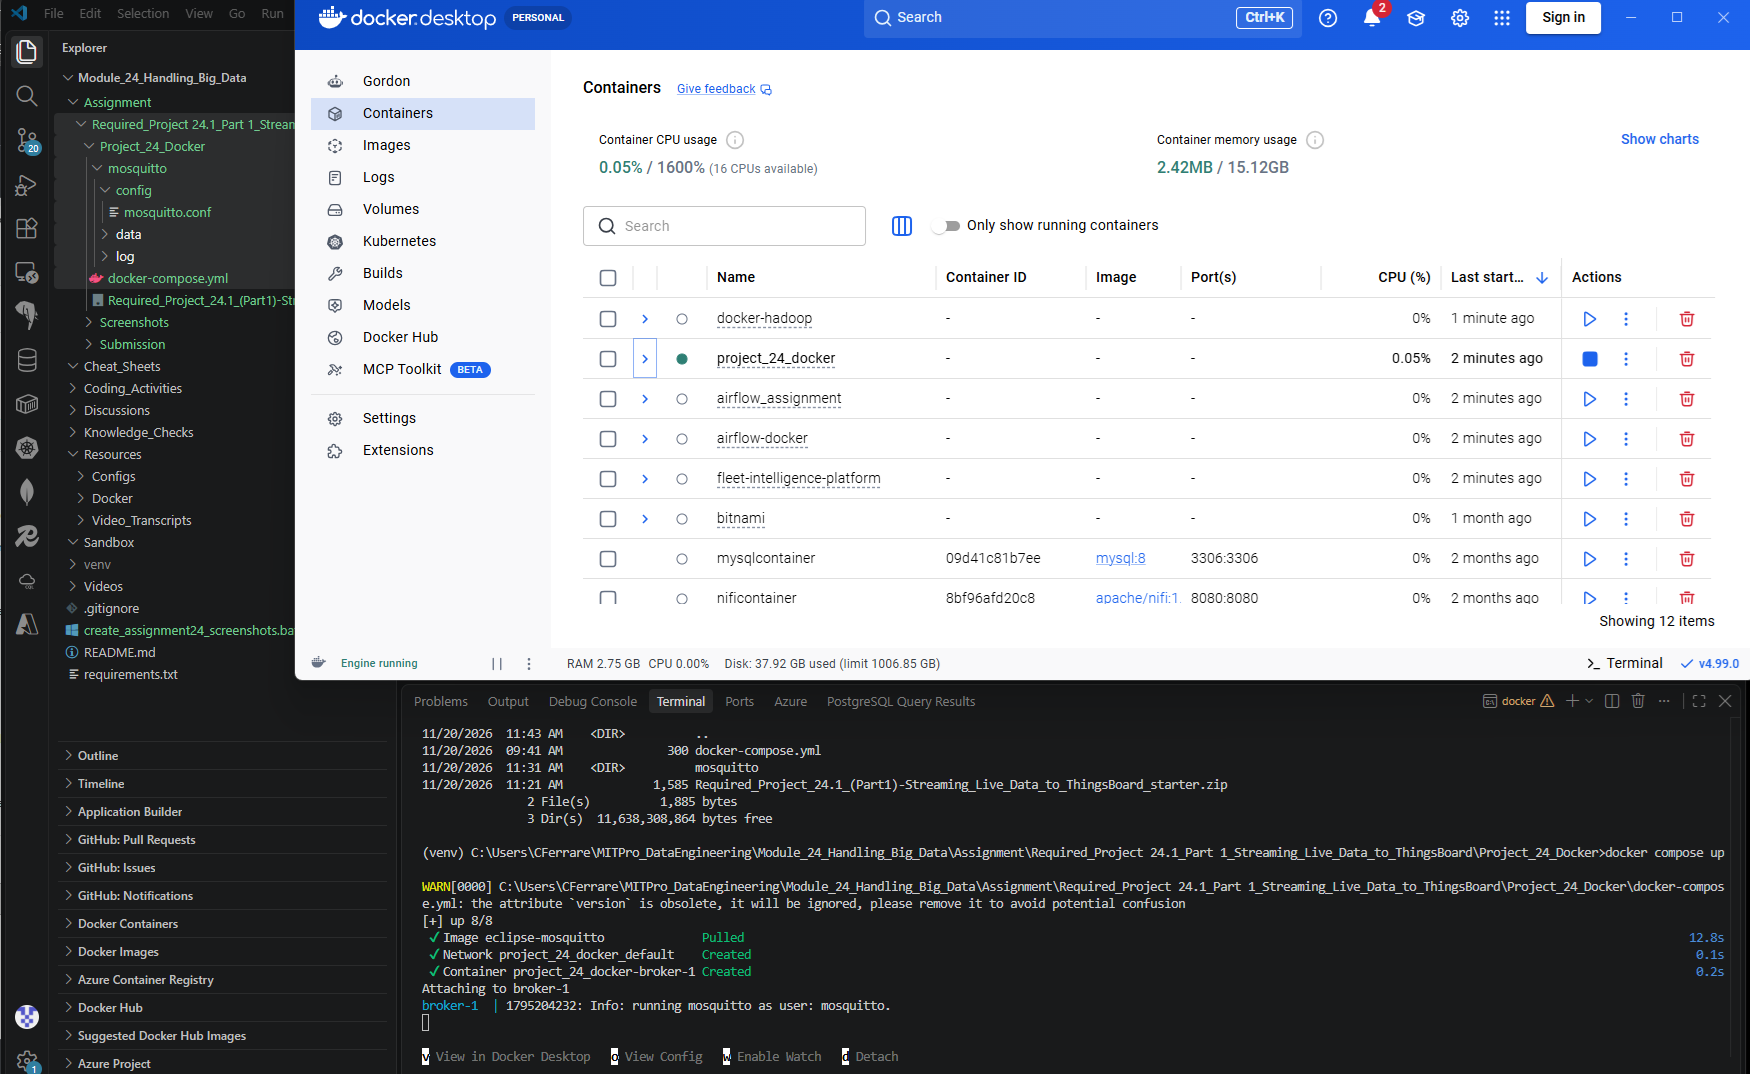 File Edit Selection View Go Run
docker.desktop PERSONAL
Search Ctrl+K
2
Sign in
Explorer
Module_24_Handling_Big_Data
Assignment
Required_Project 24.1_Part 1_Stream
Project_24_Docker
mosquitto
config
mosquitto.conf
data
log
docker-compose.yml
Required_Project_24.1_(Part1)-St
Screenshots
Submission
Cheat_Sheets
Coding_Activities
Discussions
Knowledge_Checks
Resources
Configs
Docker
Video_Transcripts
Sandbox
venv
Videos
.gitignore
create_assignment24_screenshots.ba
README.md
requirements.txt
20
Outline
Timeline
Application Builder
GitHub: Pull Requests
GitHub: Issues
GitHub: Notifications
Docker Containers
Docker Images
Azure Container Registry
Docker Hub
Suggested Docker Hub Images
Azure Project
1
Gordon
Containers
Images
Logs
Volumes
Kubernetes
Builds
Models
Docker Hub
MCP Toolkit BETA
Settings
Extensions
Containers Give feedback
Container CPU usage
0.05% / 1600% (16 CPUs available)
Container memory usage
2.42MB / 15.12GB
Show charts
Search
Only show running containers
Name Container ID Image Port(s) CPU (%) Last start... Actions
docker-hadoop - - - 0% 1 minute ago
project_24_docker - - - 0.05% 2 minutes ago
airflow_assignment - - - 0% 2 minutes ago
airflow-docker - - - 0% 2 minutes ago
fleet-intelligence-platform - - - 0% 2 minutes ago
bitnami - - - 0% 1 month ago
mysqlcontainer 09d41c81b7ee mysql:8 3306:3306 0% 2 months ago
nificontainer 8bf96afd20c8 apache/nifi:1. 8080:8080 0% 2 months ago
Showing 12 items
Engine running
RAM 2.75 GB CPU 0.00% Disk: 37.92 GB used (limit 1006.85 GB)
Terminal v4.99.0
Problems Output Debug Console Terminal Ports Azure PostgreSQL Query Results
docker
11/20/2026 11:43 AM <DIR> ..
11/20/2026 09:41 AM 300 docker-compose.yml
11/20/2026 11:31 AM <DIR> mosquitto
11/20/2026 11:21 AM 1,585 Required_Project_24.1_(Part1)-Streaming_Live_Data_to_ThingsBoard_starter.zip
2 File(s) 1,885 bytes
3 Dir(s) 11,638,308,864 bytes free
(venv) C:\Users\CFerrare\MITPro_DataEngineering\Module_24_Handling_Big_Data\Assignment\Required_Project 24.1_Part 1_Streaming_Live_Data_to_ThingsBoard\Project_24_Docker>docker compose up
WARN[0000] C:\Users\CFerrare\MITPro_DataEngineering\Module_24_Handling_Big_Data\Assignment\Required_Project 24.1_Part 1_Streaming_Live_Data_to_ThingsBoard\Project_24_Docker\docker-compos
e.yml: the attribute `version` is obsolete, it will be ignored, please remove it to avoid potential confusion
[+] up 8/8
✓ Image eclipse-mosquitto Pulled 12.8s
✓ Network project_24_docker_default Created 0.1s
✓ Container project_24_docker-broker-1 Created 0.2s
Attaching to broker-1
broker-1 | 1795204232: Info: running mosquitto as user: mosquitto.
v View in Docker Desktop o View Config w Enable Watch d Detach